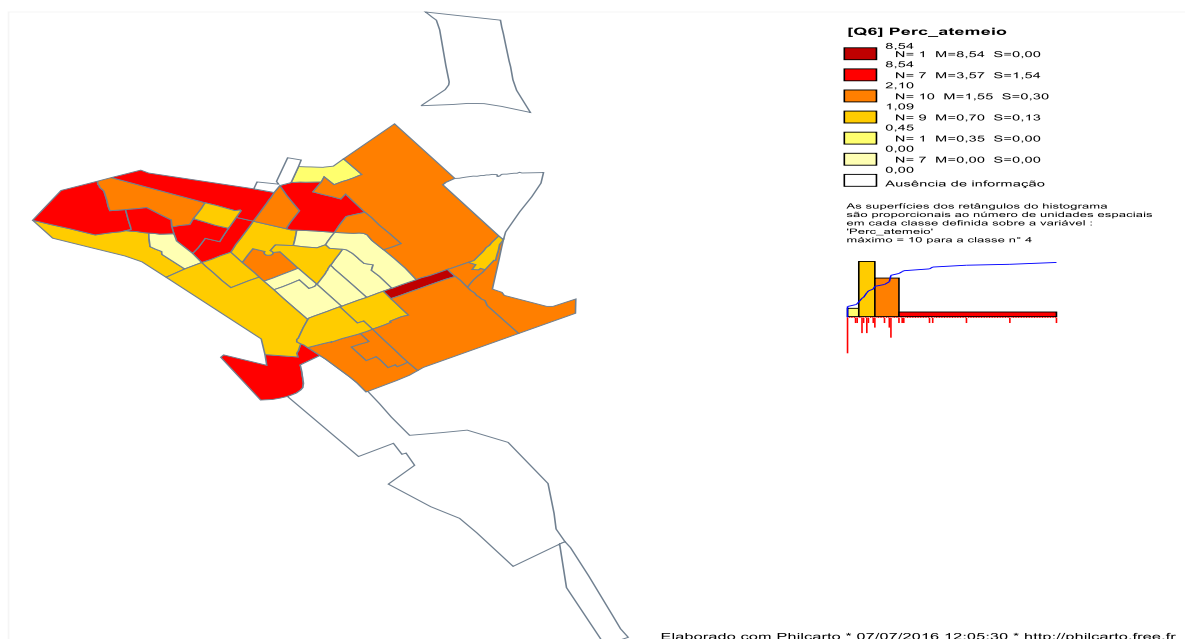 [Q6] Perc_atemeio
8,54
N= 1 M=8,54 S=0,00
8,54
N= 7 M=3,57 S=1,54
2,10
N= 10 M=1,55 S=0,30
1,09
N= 9 M=0,70 S=0,13
0,45
N= 1 M=0,35 S=0,00
0,00
N= 7 M=0,00 S=0,00
0,00
Ausência de informação
As superfícies dos retângulos do histograma
são proporcionais ao número de unidades espaciais
em cada classe definida sobre a variável :
'Perc_atemeio'
máximo = 10 para a classe n° 4
Elaborado com Philcarto * 07/07/2016 12:05:30 * http://philcarto.free.fr